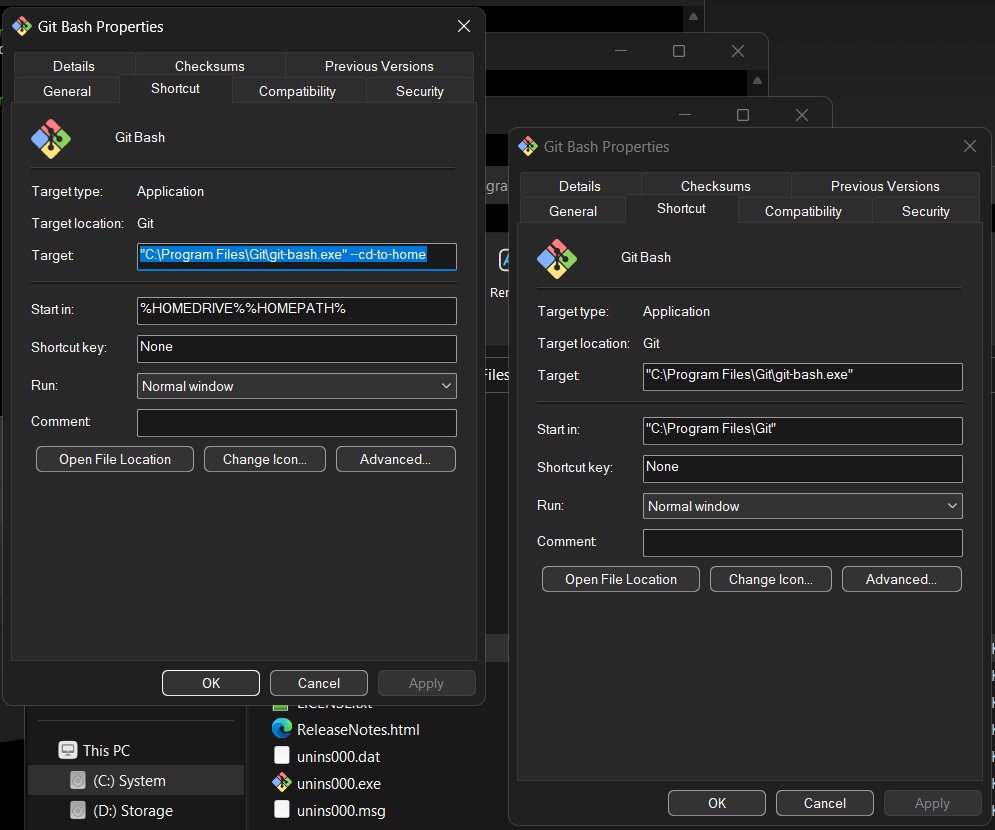 Git Bash Properties
Details Checksums Previous Versions
General Shortcut Compatibility Security
Git Bash
Target type: Application
Target location: Git
Target: "C:\Program Files\Git\git-bash.exe" --cd-to-home
Start in: %HOMEDRIVE%%HOMEPATH%
Shortcut key: None
Run: Normal window
Comment:
Open File Location Change Icon... Advanced...
OK Cancel Apply
Git Bash Properties
Details Checksums Previous Versions
General Shortcut Compatibility Security
Git Bash
Target type: Application
Target location: Git
Target: "C:\Program Files\Git\git-bash.exe"
Start in: "C:\Program Files\Git"
Shortcut key: None
Run: Normal window
Comment:
Open File Location Change Icon... Advanced...
OK Cancel Apply
Files
LICENSE.txt
ReleaseNotes.html
This PC
unins000.dat
(C:) System
unins000.exe
(D:) Storage
unins000.msg